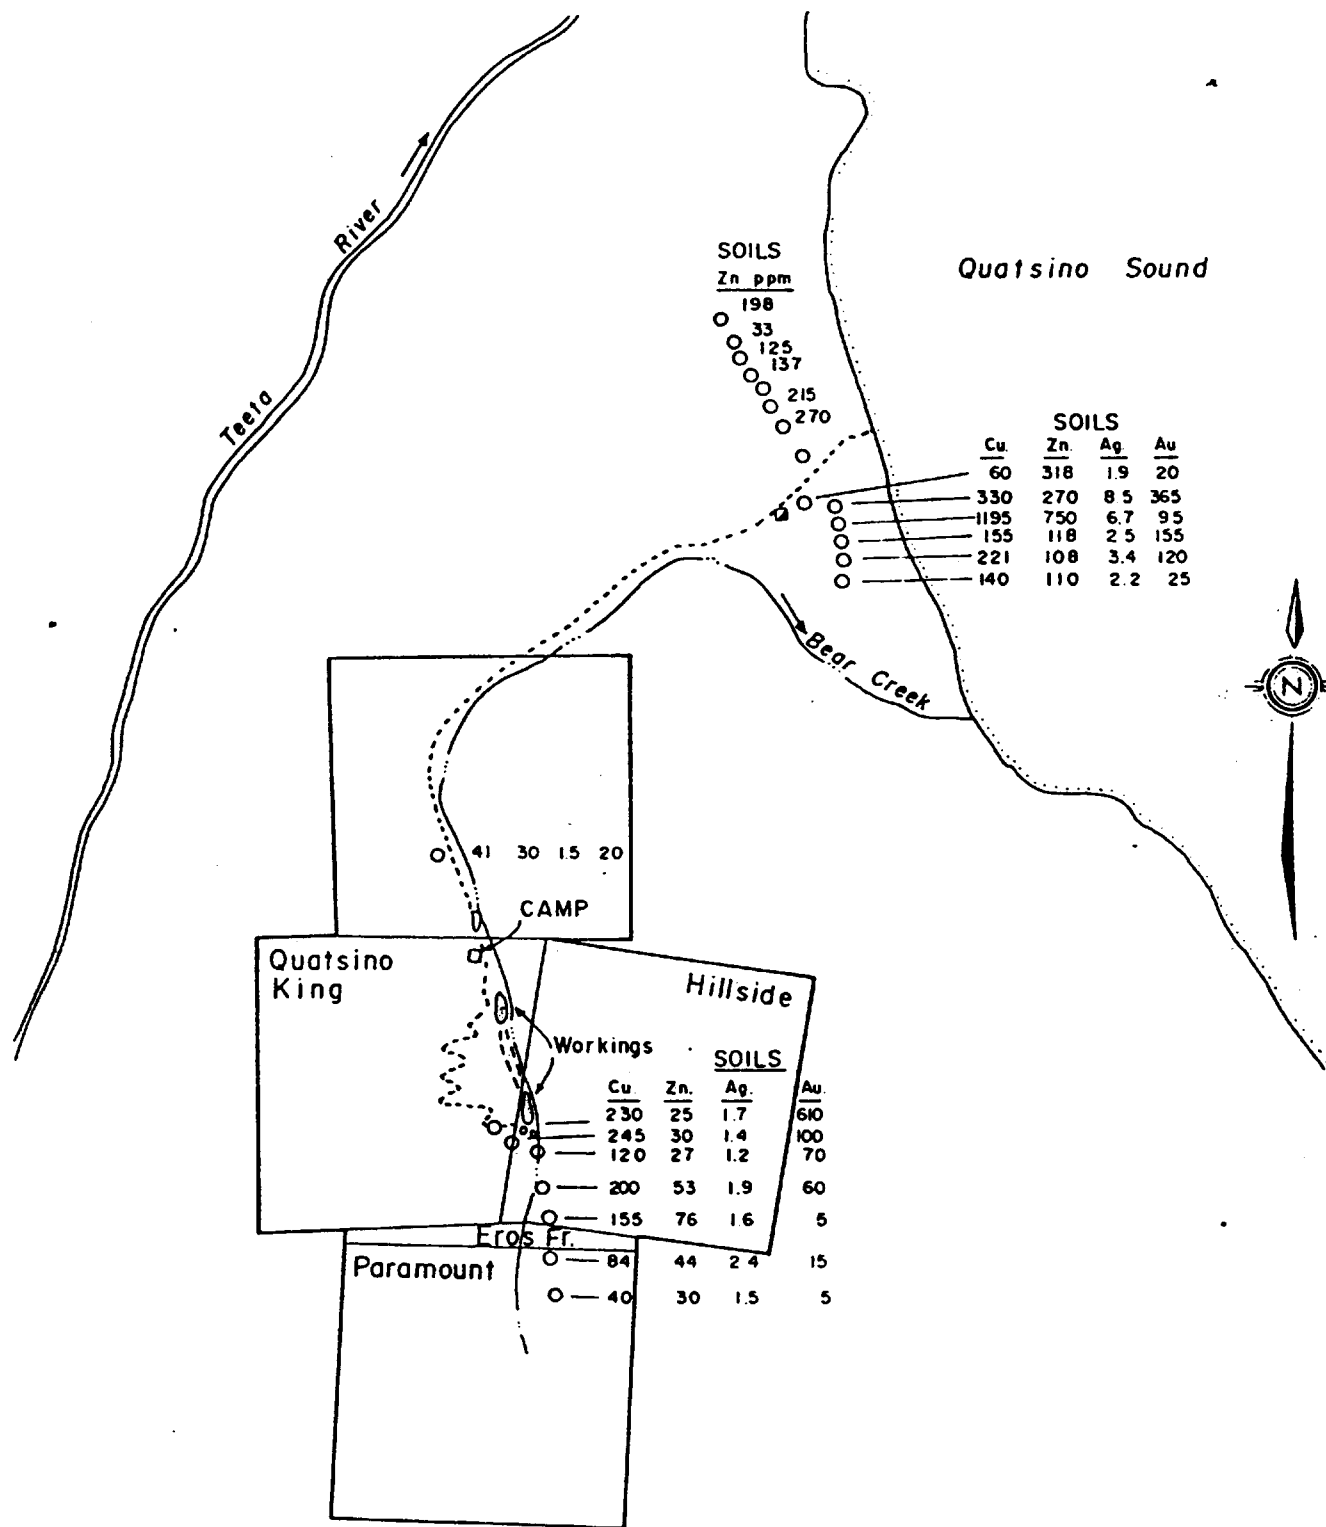 River
Teeta
SOILS
Zn ppm
198
33
125
137
215
270
Quatsino Sound
SOILS
Cu. Zn. Ag. Au
60 318 1.9 20
330 270 8.5 365
1195 750 6.7 95
155 118 2.5 155
221 108 3.4 120
140 110 2.2 25
Bear Creek
N
41 30 1.5 20
CAMP
Quatsino
King
Hillside
Workings
SOILS
Cu. Zn. Ag. Au.
230 25 1.7 610
245 30 1.4 100
120 27 1.2 70
200 53 1.9 60
155 76 1.6 5
Eros Fr.
84 44 2.4 15
Paramount
40 30 1.5 5